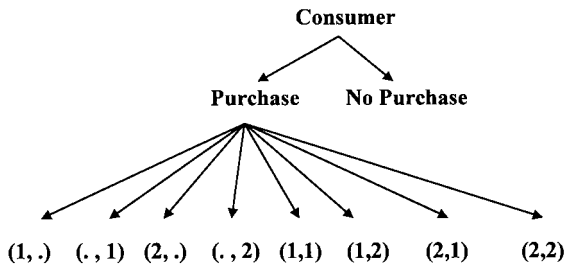 Consumer
Purchase No Purchase
(1, .) (. , 1) (2, .) (. , 2) (1,1) (1,2) (2,1) (2,2)